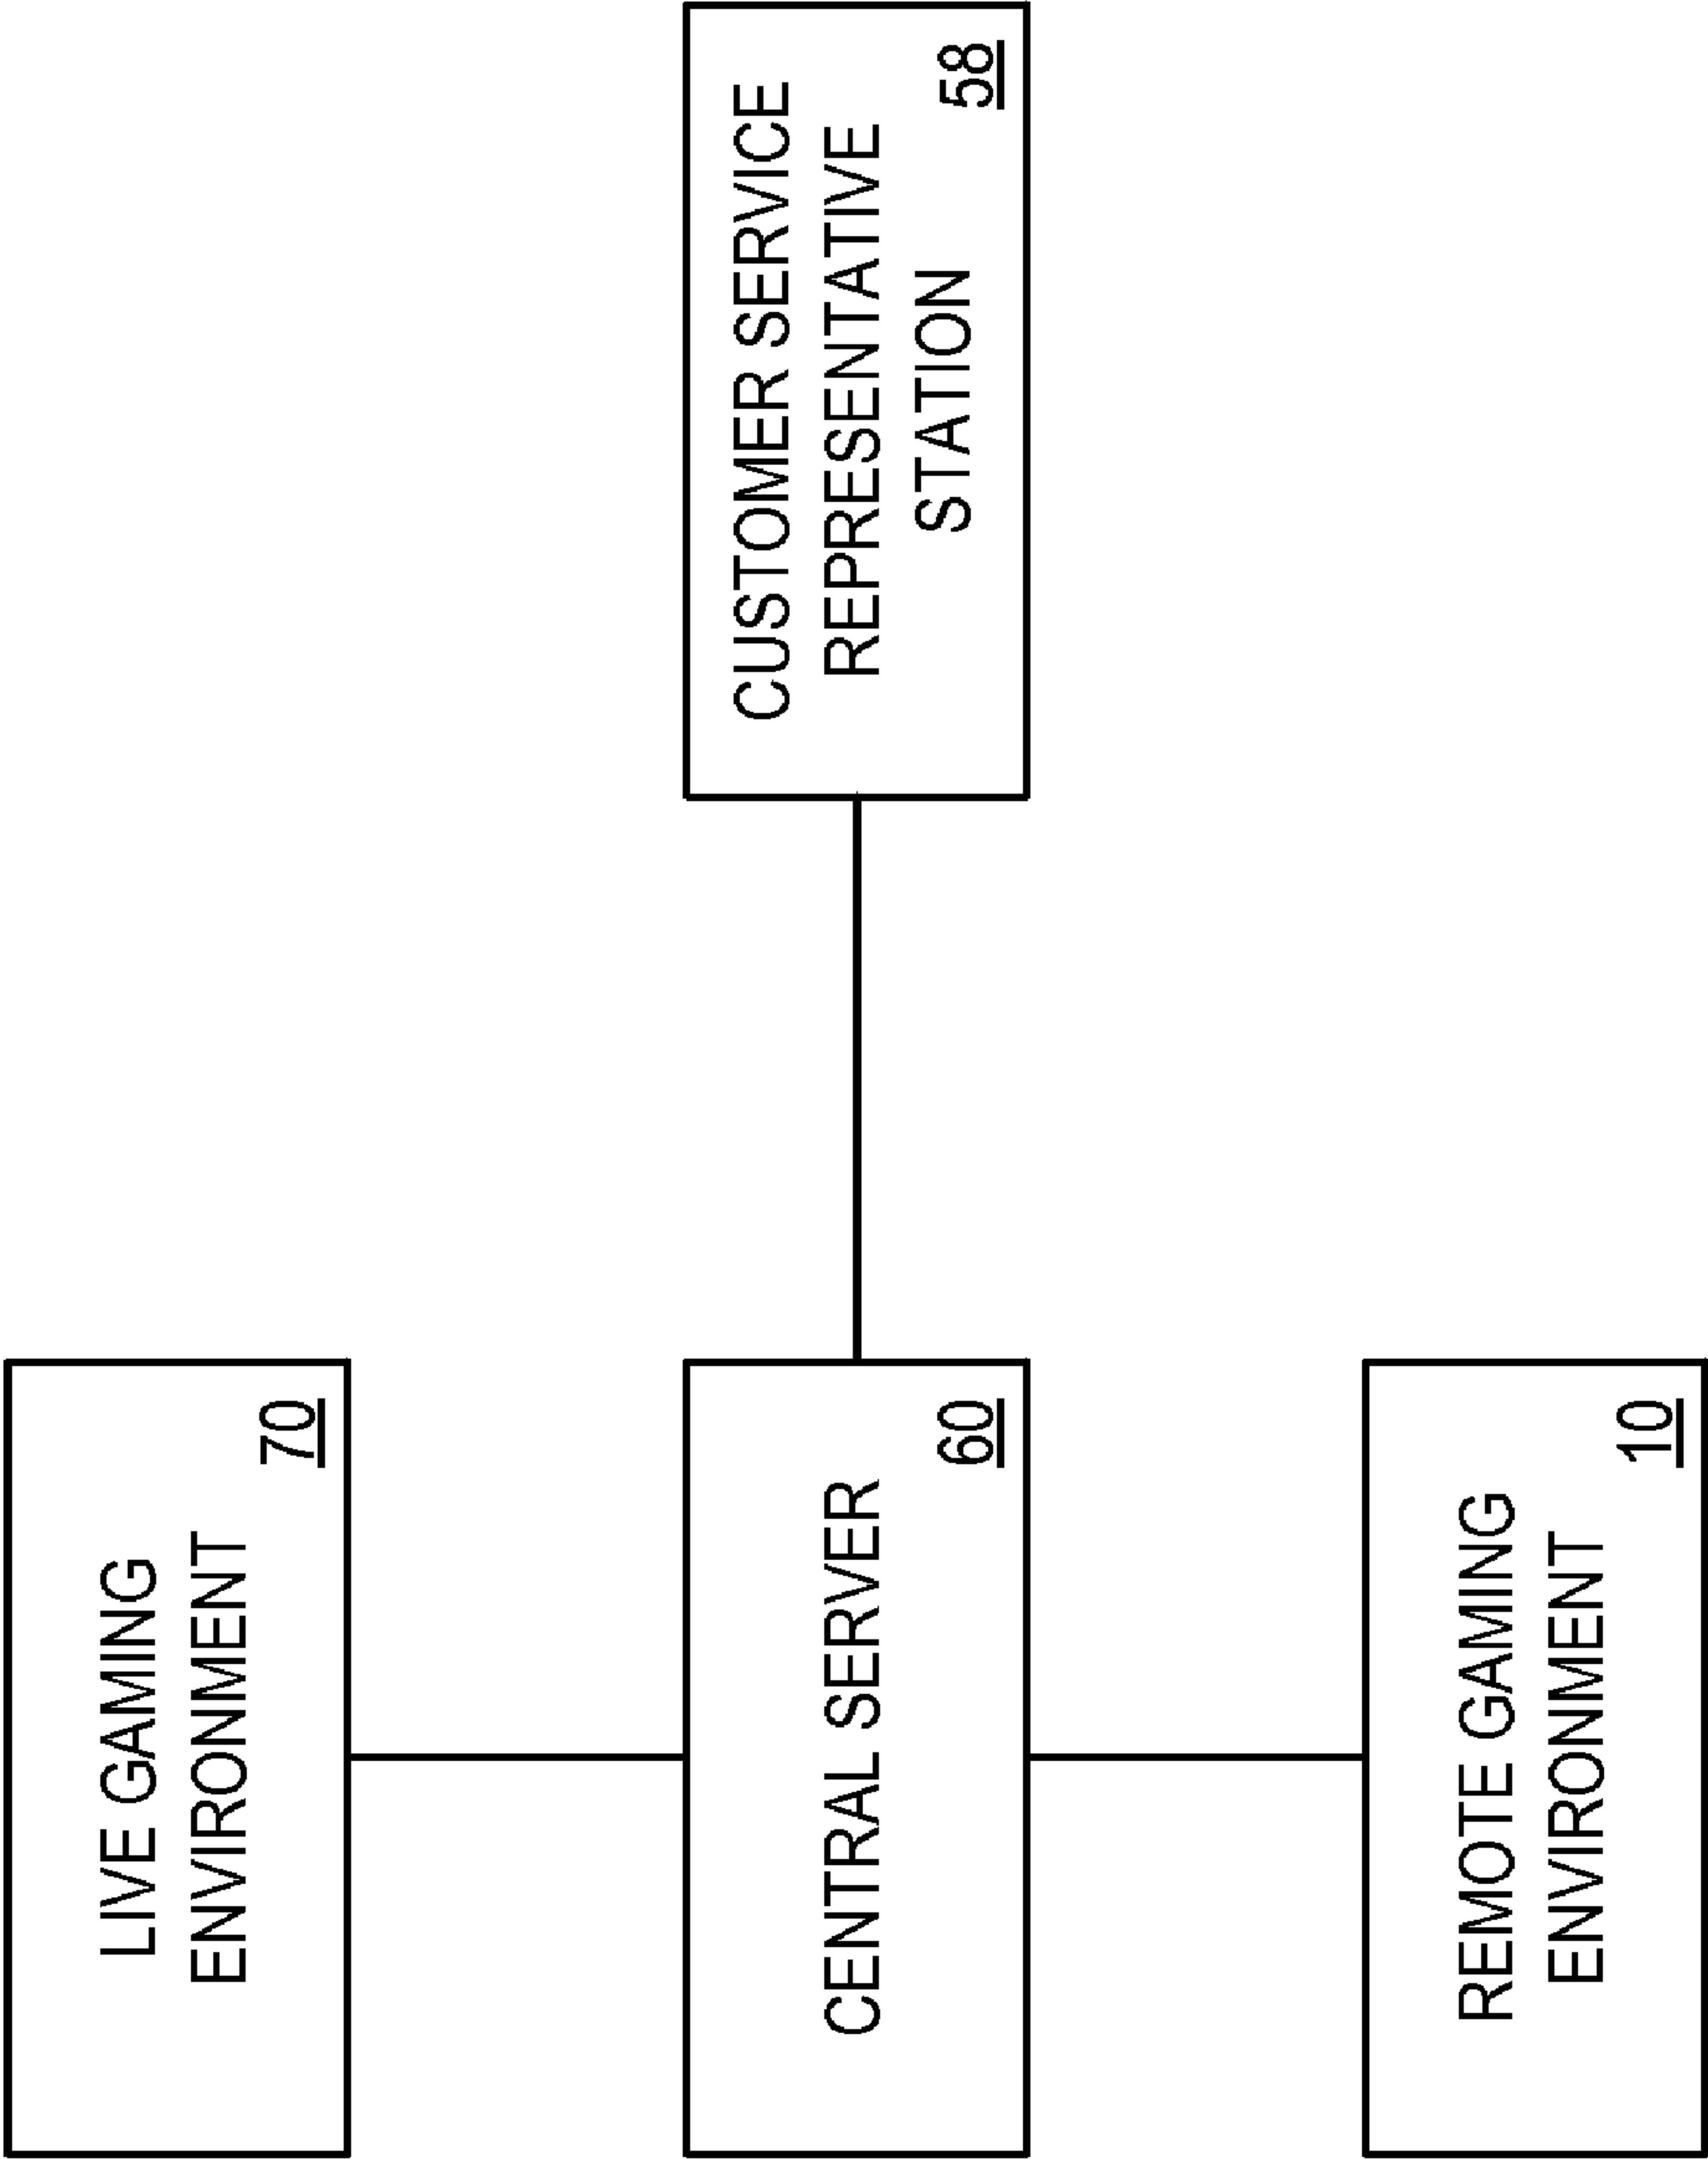 LIVE GAMING
ENVIRONMENT
70
CENTRAL SERVER
60
CUSTOMER SERVICE
REPRESENTATIVE
STATION
58
REMOTE GAMING
ENVIRONMENT
10